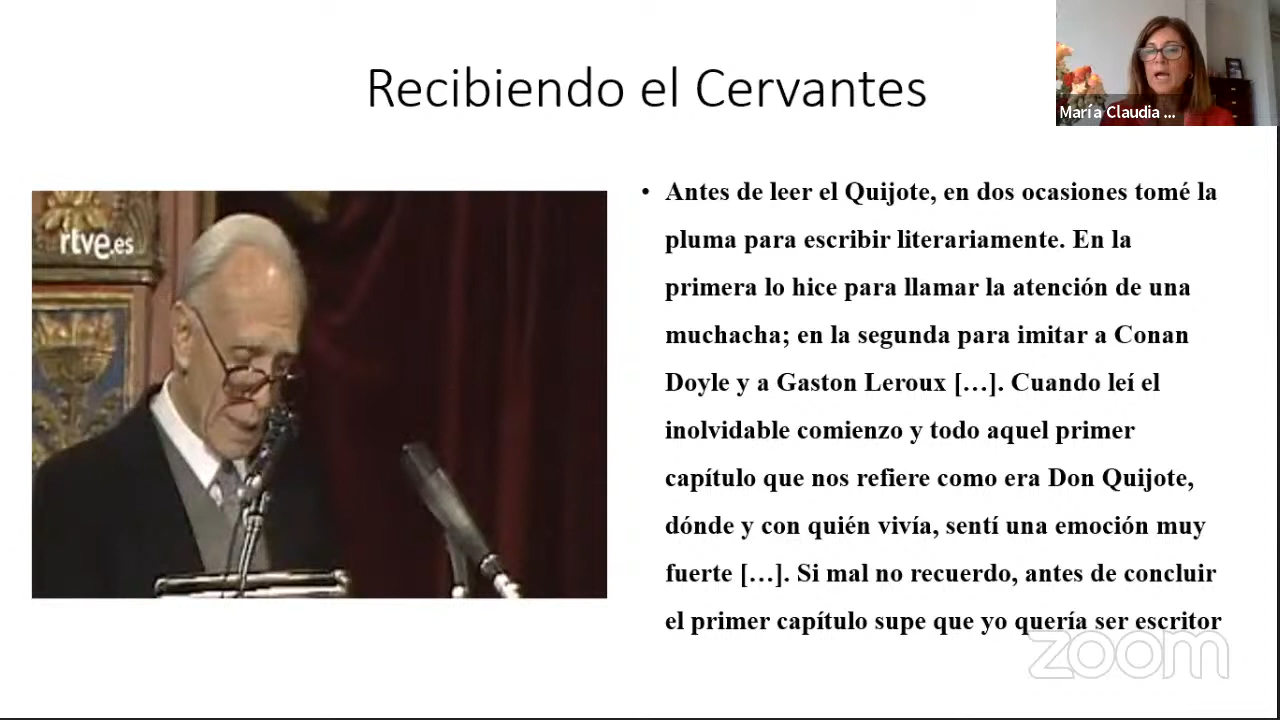 Recibiendo el Cervantes
María Claudia ...
rtve.es
• Antes de leer el Quijote, en dos ocasiones tomé la
pluma para escribir literariamente. En la
primera lo hice para llamar la atención de una
muchacha; en la segunda para imitar a Conan
Doyle y a Gaston Leroux [...]. Cuando leí el
inolvidable comienzo y todo aquel primer
capítulo que nos refiere como era Don Quijote,
dónde y con quién vivía, sentí una emoción muy
fuerte [...]. Si mal no recuerdo, antes de concluir
el primer capítulo supe que yo quería ser escritor
zoom